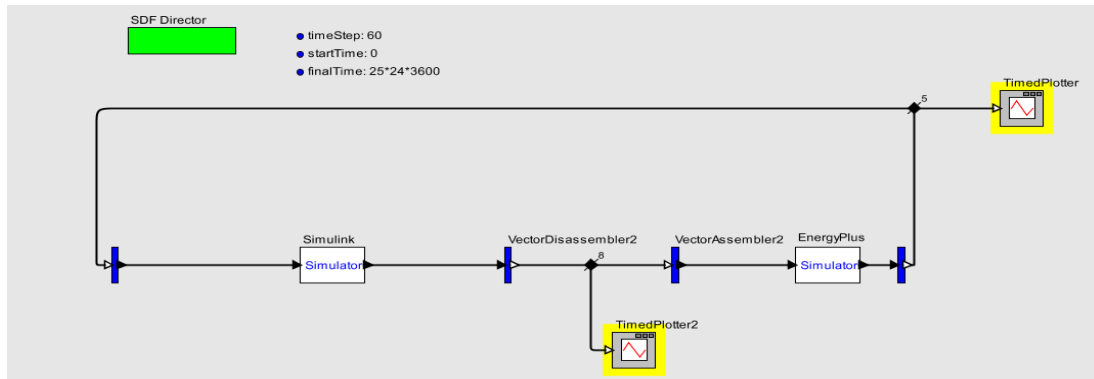 SDF Director
timeStep: 60
startTime: 0
finalTime: 25*24*3600
TimedPlotter
5
Simulink
Simulator
VectorDisassembler2
8
VectorAssembler2
EnergyPlus
Simulator
TimedPlotter2